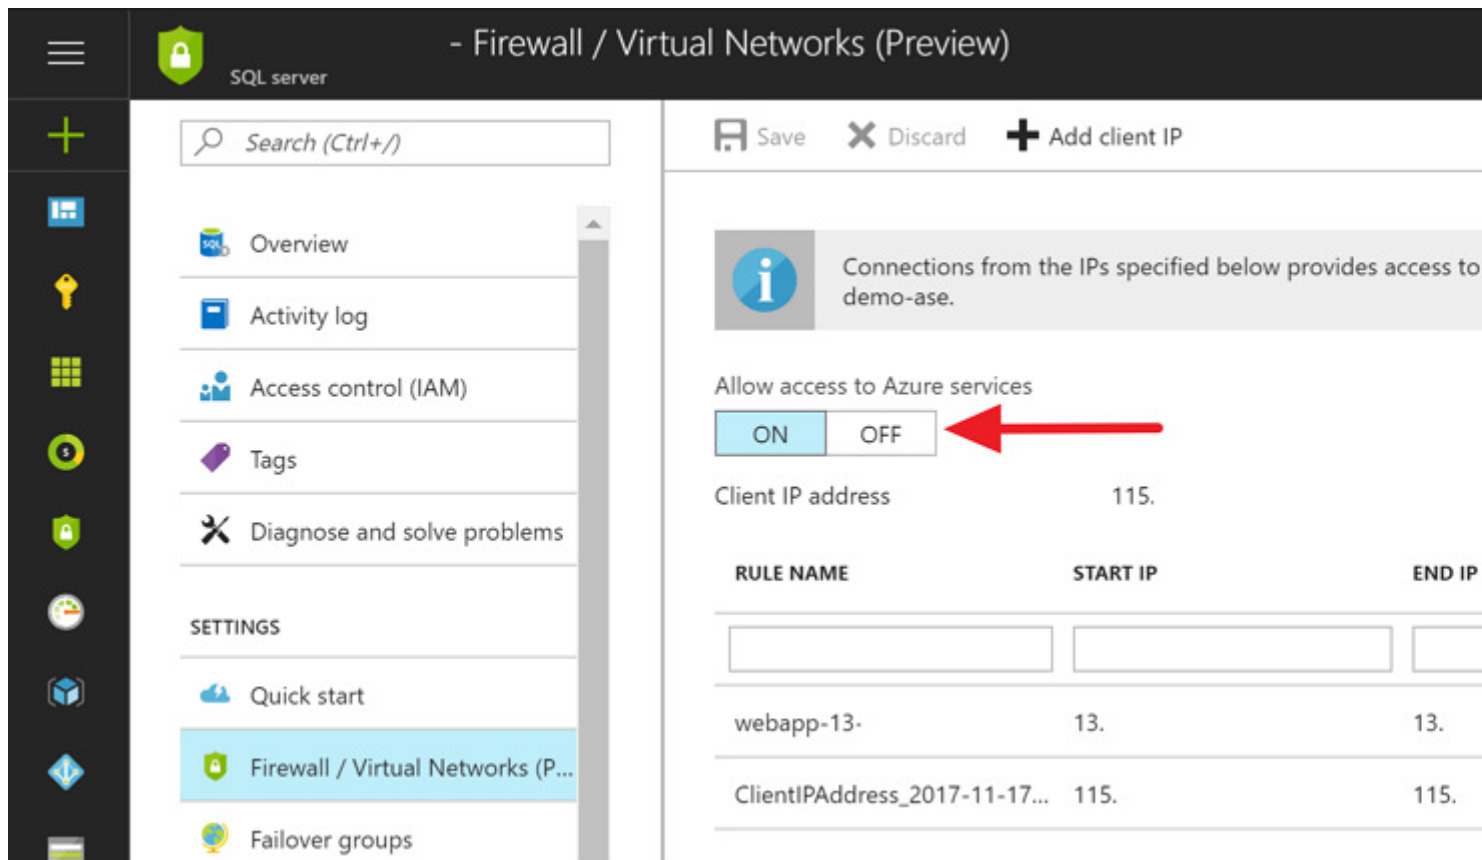 - Firewall / Virtual Networks (Preview)
SQL server
Search (Ctrl+/)
Save
Discard
Add client IP
SQL
Overview
Activity log
Access control (IAM)
Tags
Diagnose and solve problems
SETTINGS
Quick start
Firewall / Virtual Networks (P...
Failover groups
Connections from the IPs specified below provides access to
demo-ase.
Allow access to Azure services
ON OFF
Client IP address 115.
RULE NAME START IP END IP
webapp-13- 13. 13.
ClientIPAddress_2017-11-17... 115. 115.